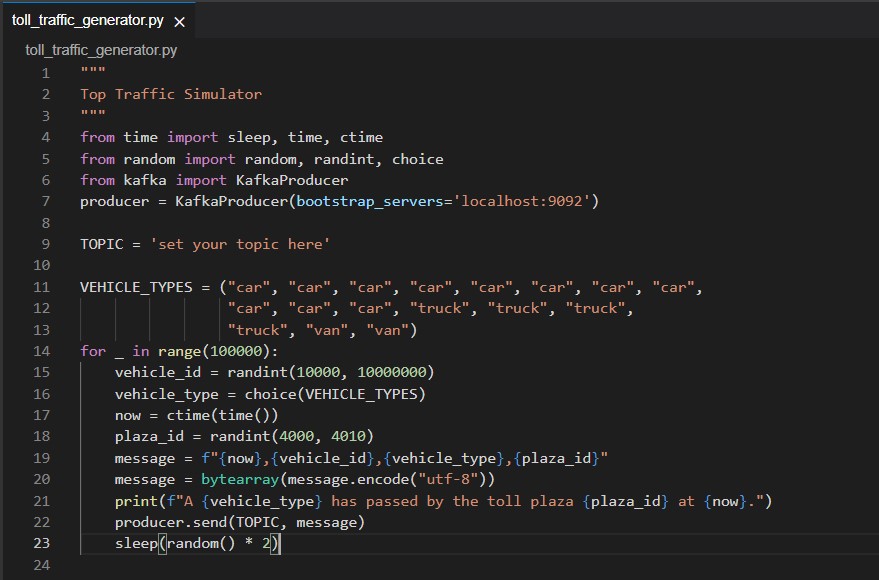 toll_traffic_generator.py ×
toll_traffic_generator.py
1 """
2 Top Traffic Simulator
3 """
4 from time import sleep, time, ctime
5 from random import random, randint, choice
6 from kafka import KafkaProducer
7 producer = KafkaProducer(bootstrap_servers='localhost:9092')
8
9 TOPIC = 'set your topic here'
10
11 VEHICLE_TYPES = ("car", "car", "car", "car", "car", "car", "car", "car",
12                  "car", "car", "car", "truck", "truck", "truck",
13                  "truck", "van", "van")
14 for _ in range(100000):
15     vehicle_id = randint(10000, 10000000)
16     vehicle_type = choice(VEHICLE_TYPES)
17     now = ctime(time())
18     plaza_id = randint(4000, 4010)
19     message = f"{now},{vehicle_id},{vehicle_type},{plaza_id}"
20     message = bytearray(message.encode("utf-8"))
21     print(f"A {vehicle_type} has passed by the toll plaza {plaza_id} at {now}.")
22     producer.send(TOPIC, message)
23     sleep(random() * 2)
24